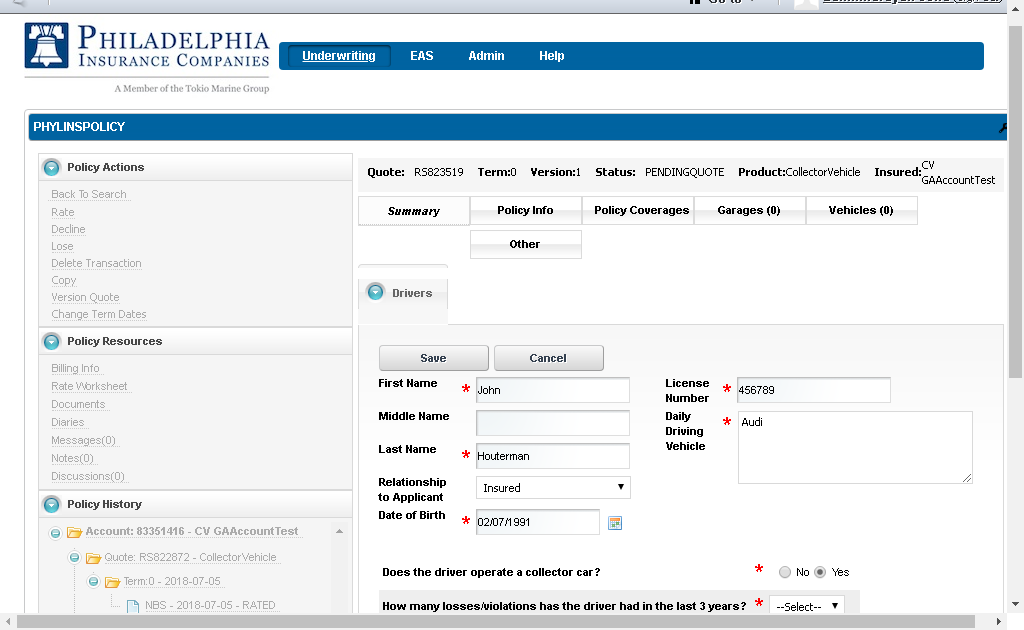 PHILADELPHIA
INSURANCE COMPANIES
A Member of the Tokio Marine Group
Underwriting EAS Admin Help
PHYLINSPOLICY
Policy Actions
Back To Search
Rate
Decline
Lose
Delete Transaction
Copy
Version Quote
Change Term Dates
Policy Resources
Billing Info
Rate Worksheet
Documents
Diaries
Messages(0)
Notes(0)
Discussions(0)
Policy History
Account: 83351416 - CV GAAccountTest
Quote: RS822872 - CollectorVehicle
Term:0 - 2018-07-05
NBS - 2018-07-05 - RATED
Quote: RS823519 Term:0 Version:1 Status: PENDINGQUOTE Product:CollectorVehicle Insured: CV
GAAccountTest
Summary Policy Info Policy Coverages Garages (0) Vehicles (0)
Other
Drivers
Save Cancel
First Name * John
Middle Name
Last Name * Houterman
Relationship
to Applicant Insured
Date of Birth * 02/07/1991
License
Number * 456789
Daily
Driving
Vehicle * Audi
Does the driver operate a collector car? * No Yes
How many losses/violations has the driver had in the last 3 years? * --Select--